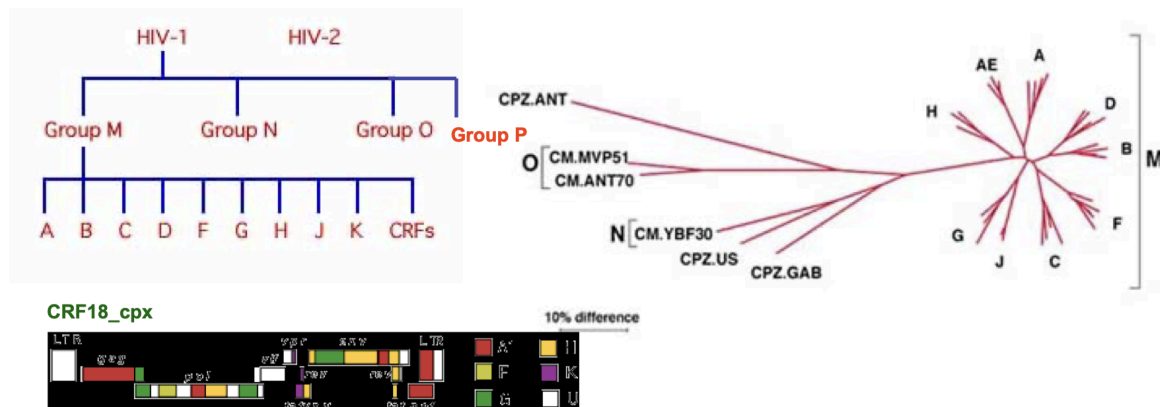 HIV-1 HIV-2
Group M Group N Group O Group P
A B C D F G H J K CRFs
CPZ.ANT
O CM.MVP51
CM.ANT70
N CM.YBF30
CPZ.US
CPZ.GAB
AE A
H D
B M
F
G J C
10% difference
CRF18_cpx
LTR vpr env LTR
gag vif
pol rev
A1 H
F K
G U